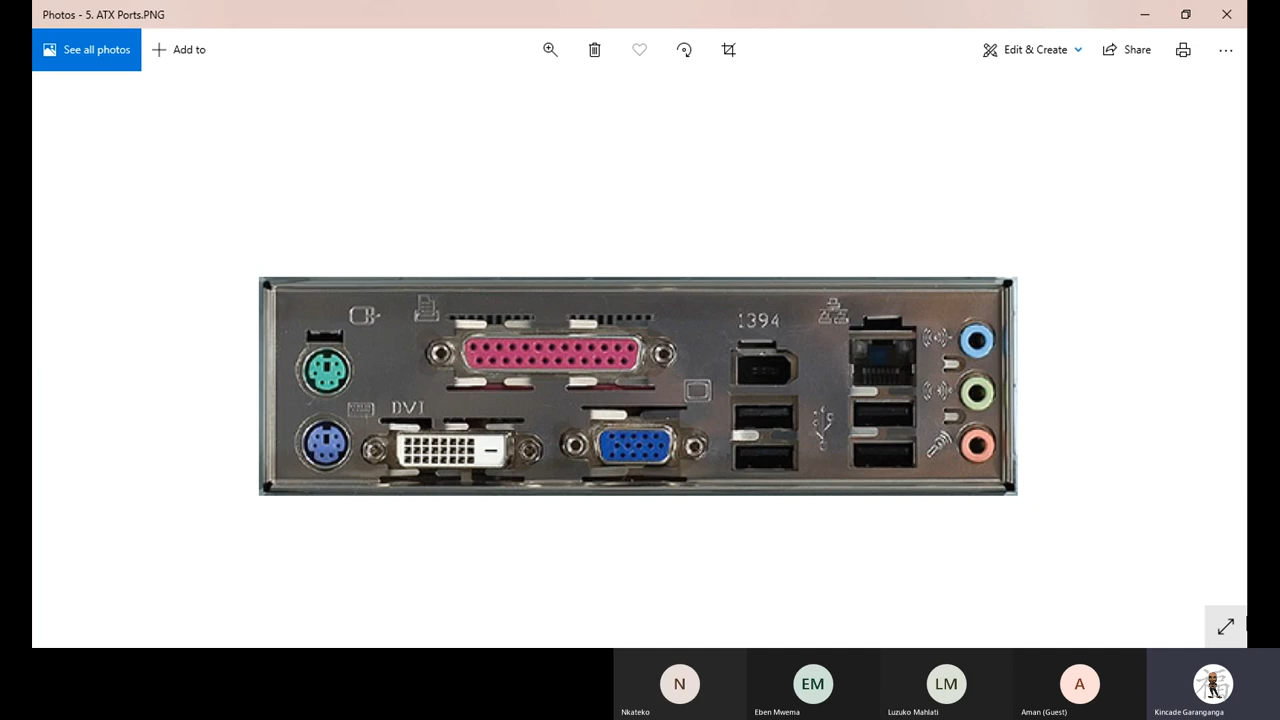 Photos - 5. ATX Ports.PNG
See all photos
Add to
Edit & Create
Share
1394
DVI
N
EM
LM
A
福
Nkateko
Eben Mwema
Luzuko Mahlati
Aman (Guest)
Kincade Garanganga